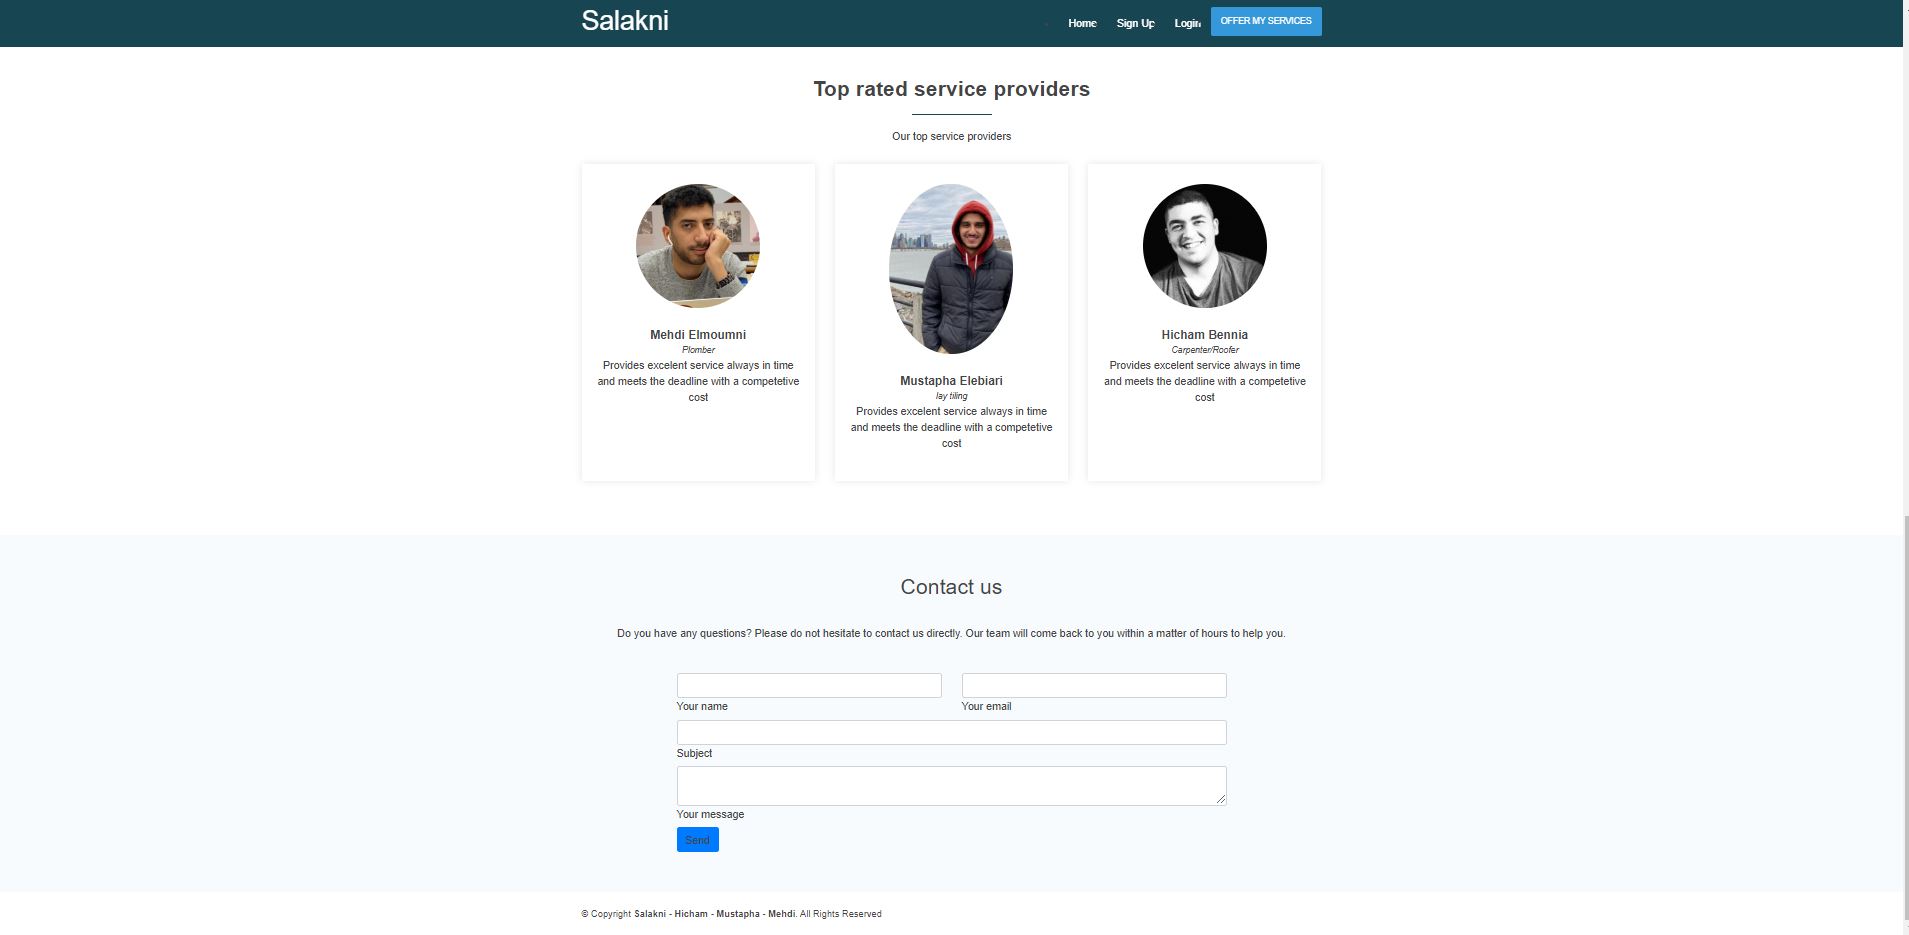 Salakni
Home Sign Up Login OFFER MY SERVICES
Top rated service providers
Our top service providers
Mehdi Elmoumni
Plomber
Provides excelent service always in time
and meets the deadline with a competetive
cost
Mustapha Elebiari
lay tiling
Provides excelent service always in time
and meets the deadline with a competetive
cost
Hicham Bennia
Carpenter/Roofer
Provides excelent service always in time
and meets the deadline with a competetive
cost
Contact us
Do you have any questions? Please do not hesitate to contact us directly. Our team will come back to you within a matter of hours to help you.
Your name Your email
Subject
Your message
Send
© Copyright Salakni - Hicham - Mustapha - Mehdi. All Rights Reserved